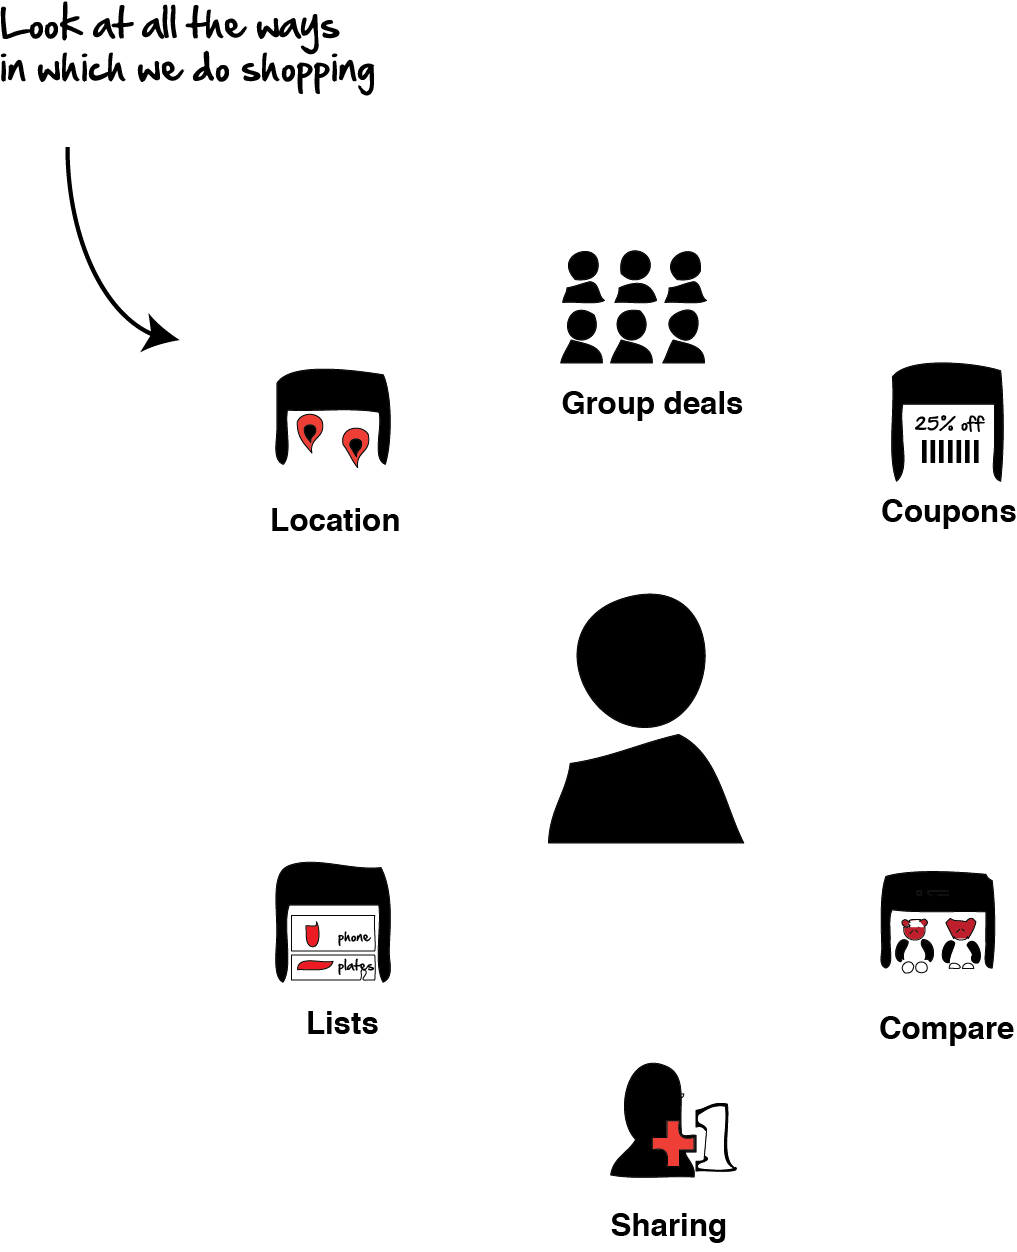 Look at all the ways
in which we do shopping
Group deals
25% off
Location
Coupons
phone
plates
Lists
Compare
+1
Sharing